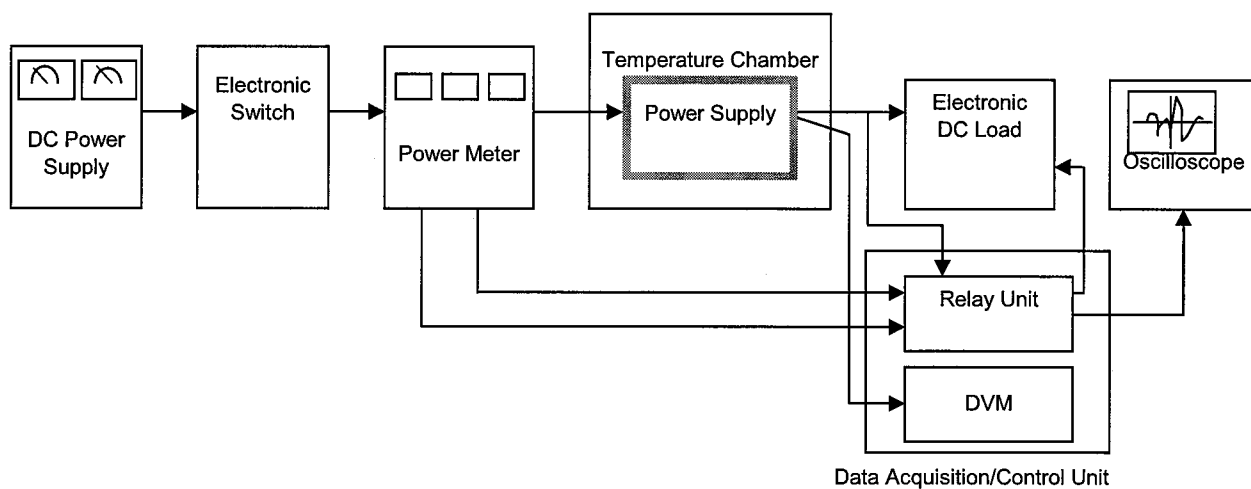 DC Power
Supply
Electronic
Switch
Power Meter
Temperature Chamber
Power Supply
Electronic
DC Load
Oscilloscope
Relay Unit
DVM
Data Acquisition/Control Unit